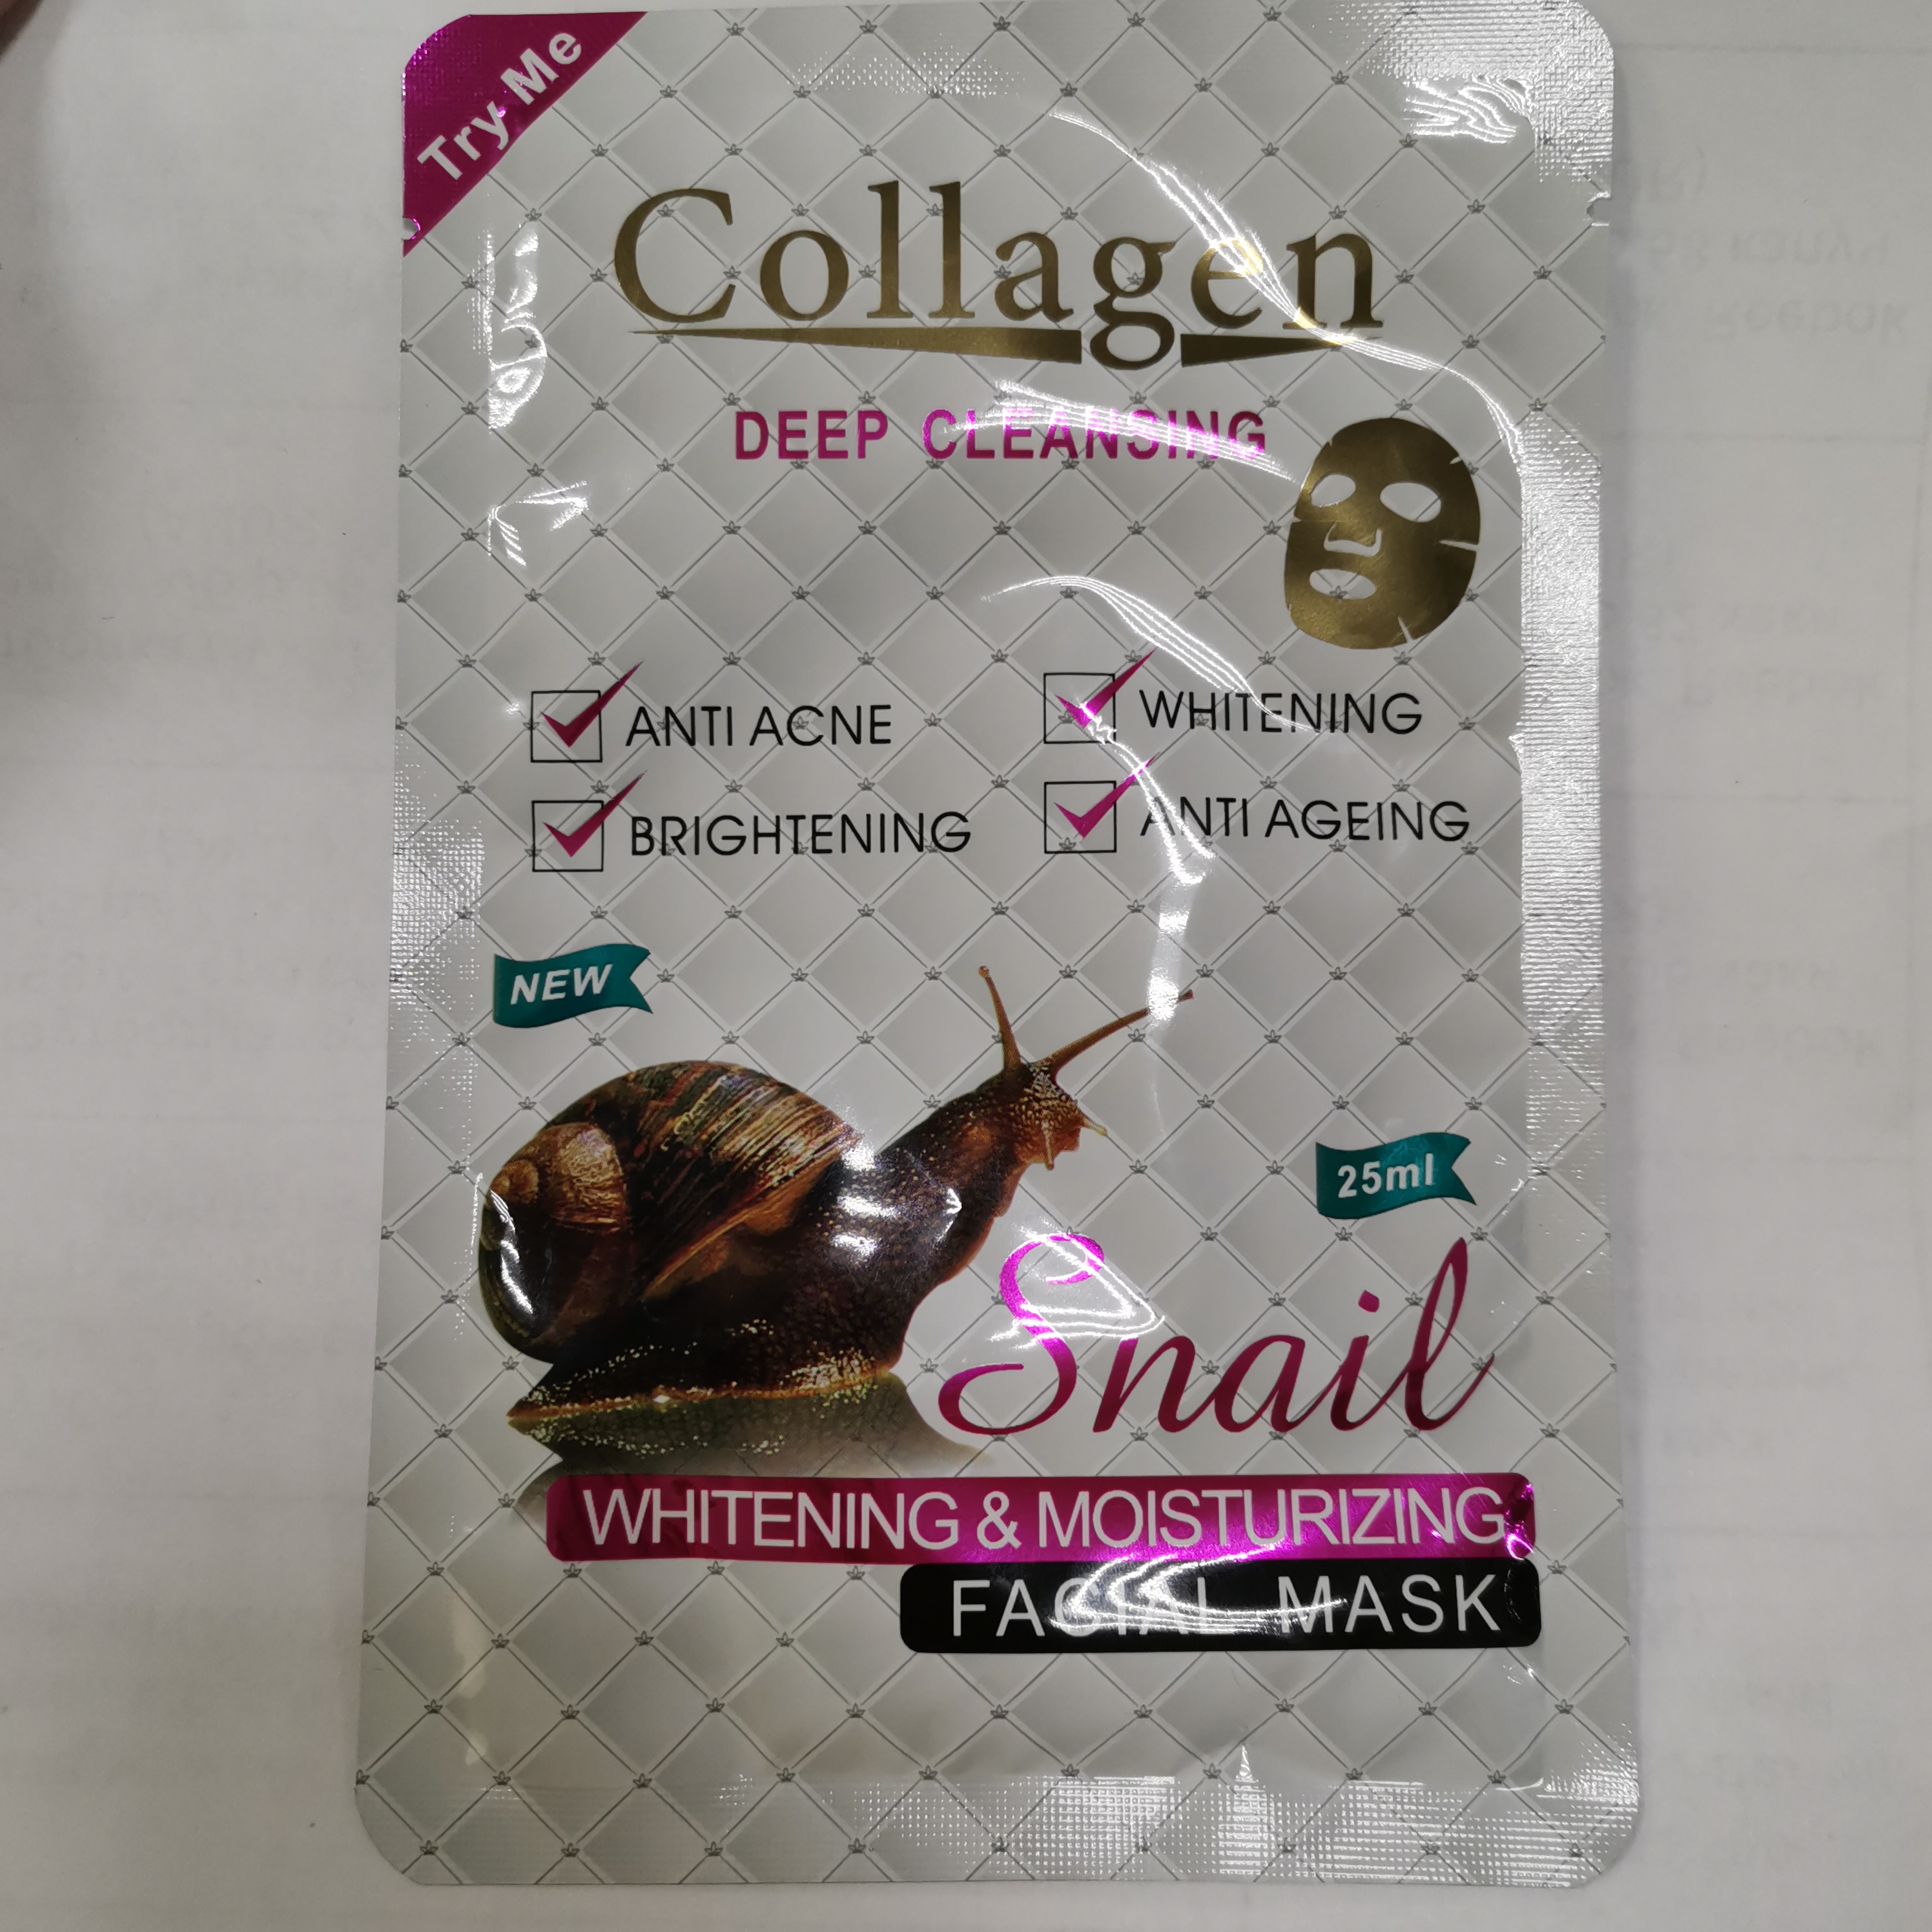 Try Me
Collagen
DEEP CLEANSING
ANTI ACNE
WHITENING
BRIGHTENING
ANTI AGEING
NEW
25ml
Snail
WHITENING & MOISTURIZING
FACIAL MASK